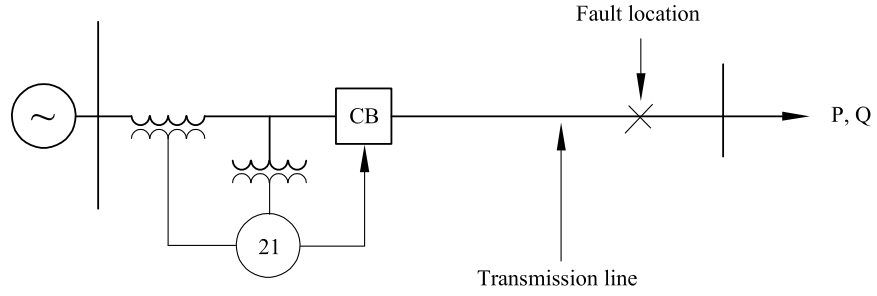 Fault location
~
CB
P, Q
21
Transmission line